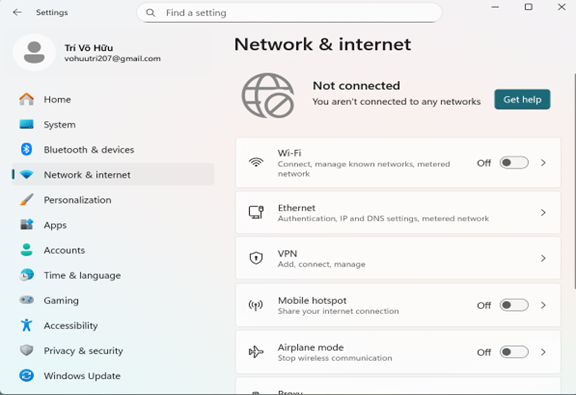 Settings
Find a setting
Trí Võ Hữu
vohuutri207@gmail.com
Home
System
Bluetooth & devices
Network & internet
Personalization
Apps
Accounts
Time & language
Gaming
Accessibility
Privacy & security
Windows Update
Network & internet
Not connected
You aren't connected to any networks
Get help
Wi-Fi
Connect, manage known networks, metered
network
Off
Ethernet
Authentication, IP and DNS settings, metered network
VPN
Add, connect, manage
Mobile hotspot
Share your internet connection
Off
Airplane mode
Stop wireless communication
Off
Proxy